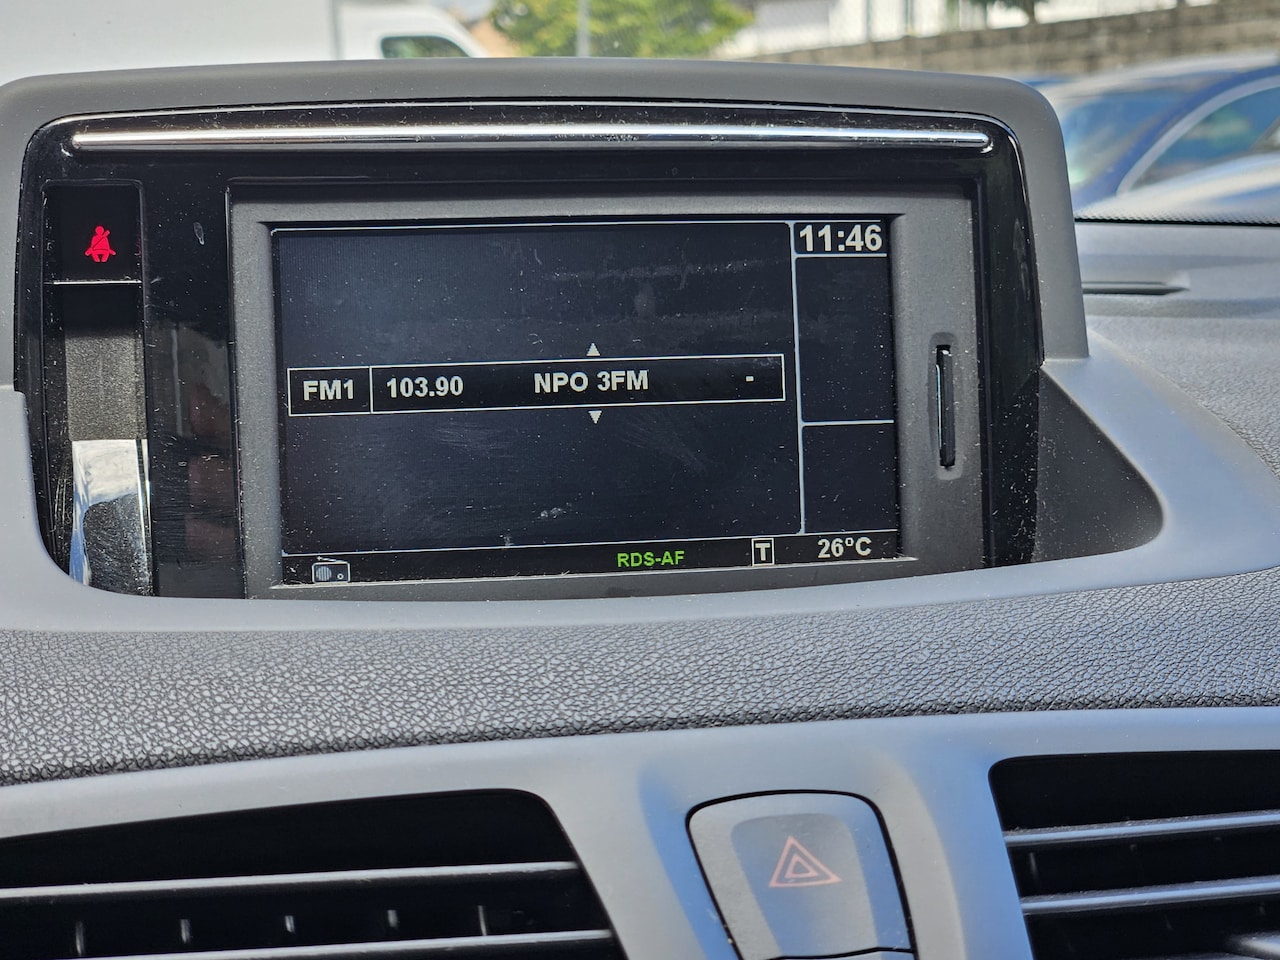 11:46
FM1 103.90 NPO 3FM -
RDS-AF T 26°C